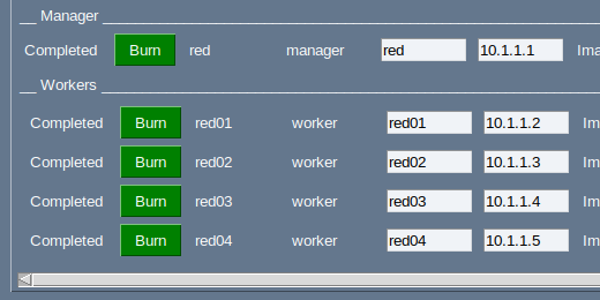 Manager
Completed Burn red manager red 10.1.1.1 Ima
Workers
Completed Burn red01 worker red01 10.1.1.2 Im
Completed Burn red02 worker red02 10.1.1.3 Im
Completed Burn red03 worker red03 10.1.1.4 Im
Completed Burn red04 worker red04 10.1.1.5 Im